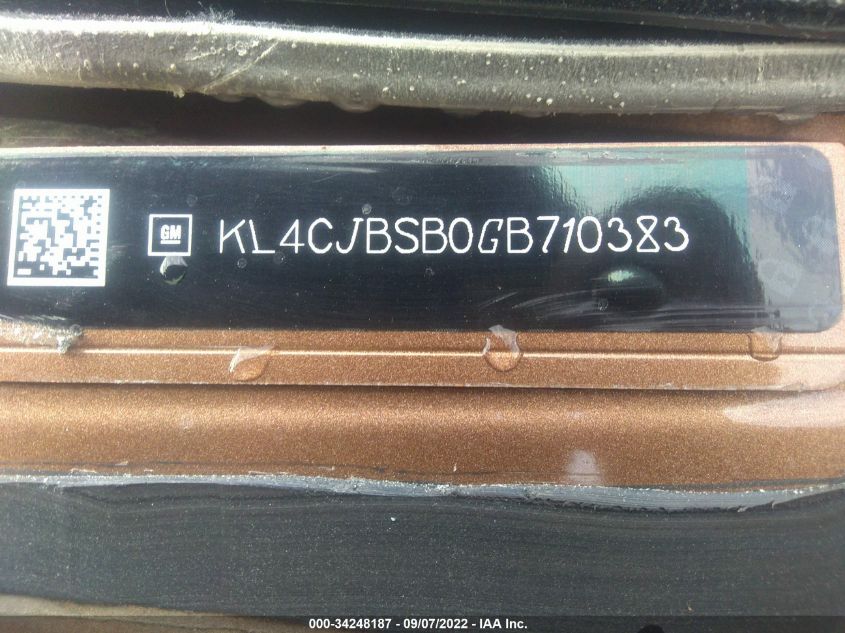 GM KL4CJBSB0GB710383
000-34248187 - 09/07/2022 - IAA Inc.